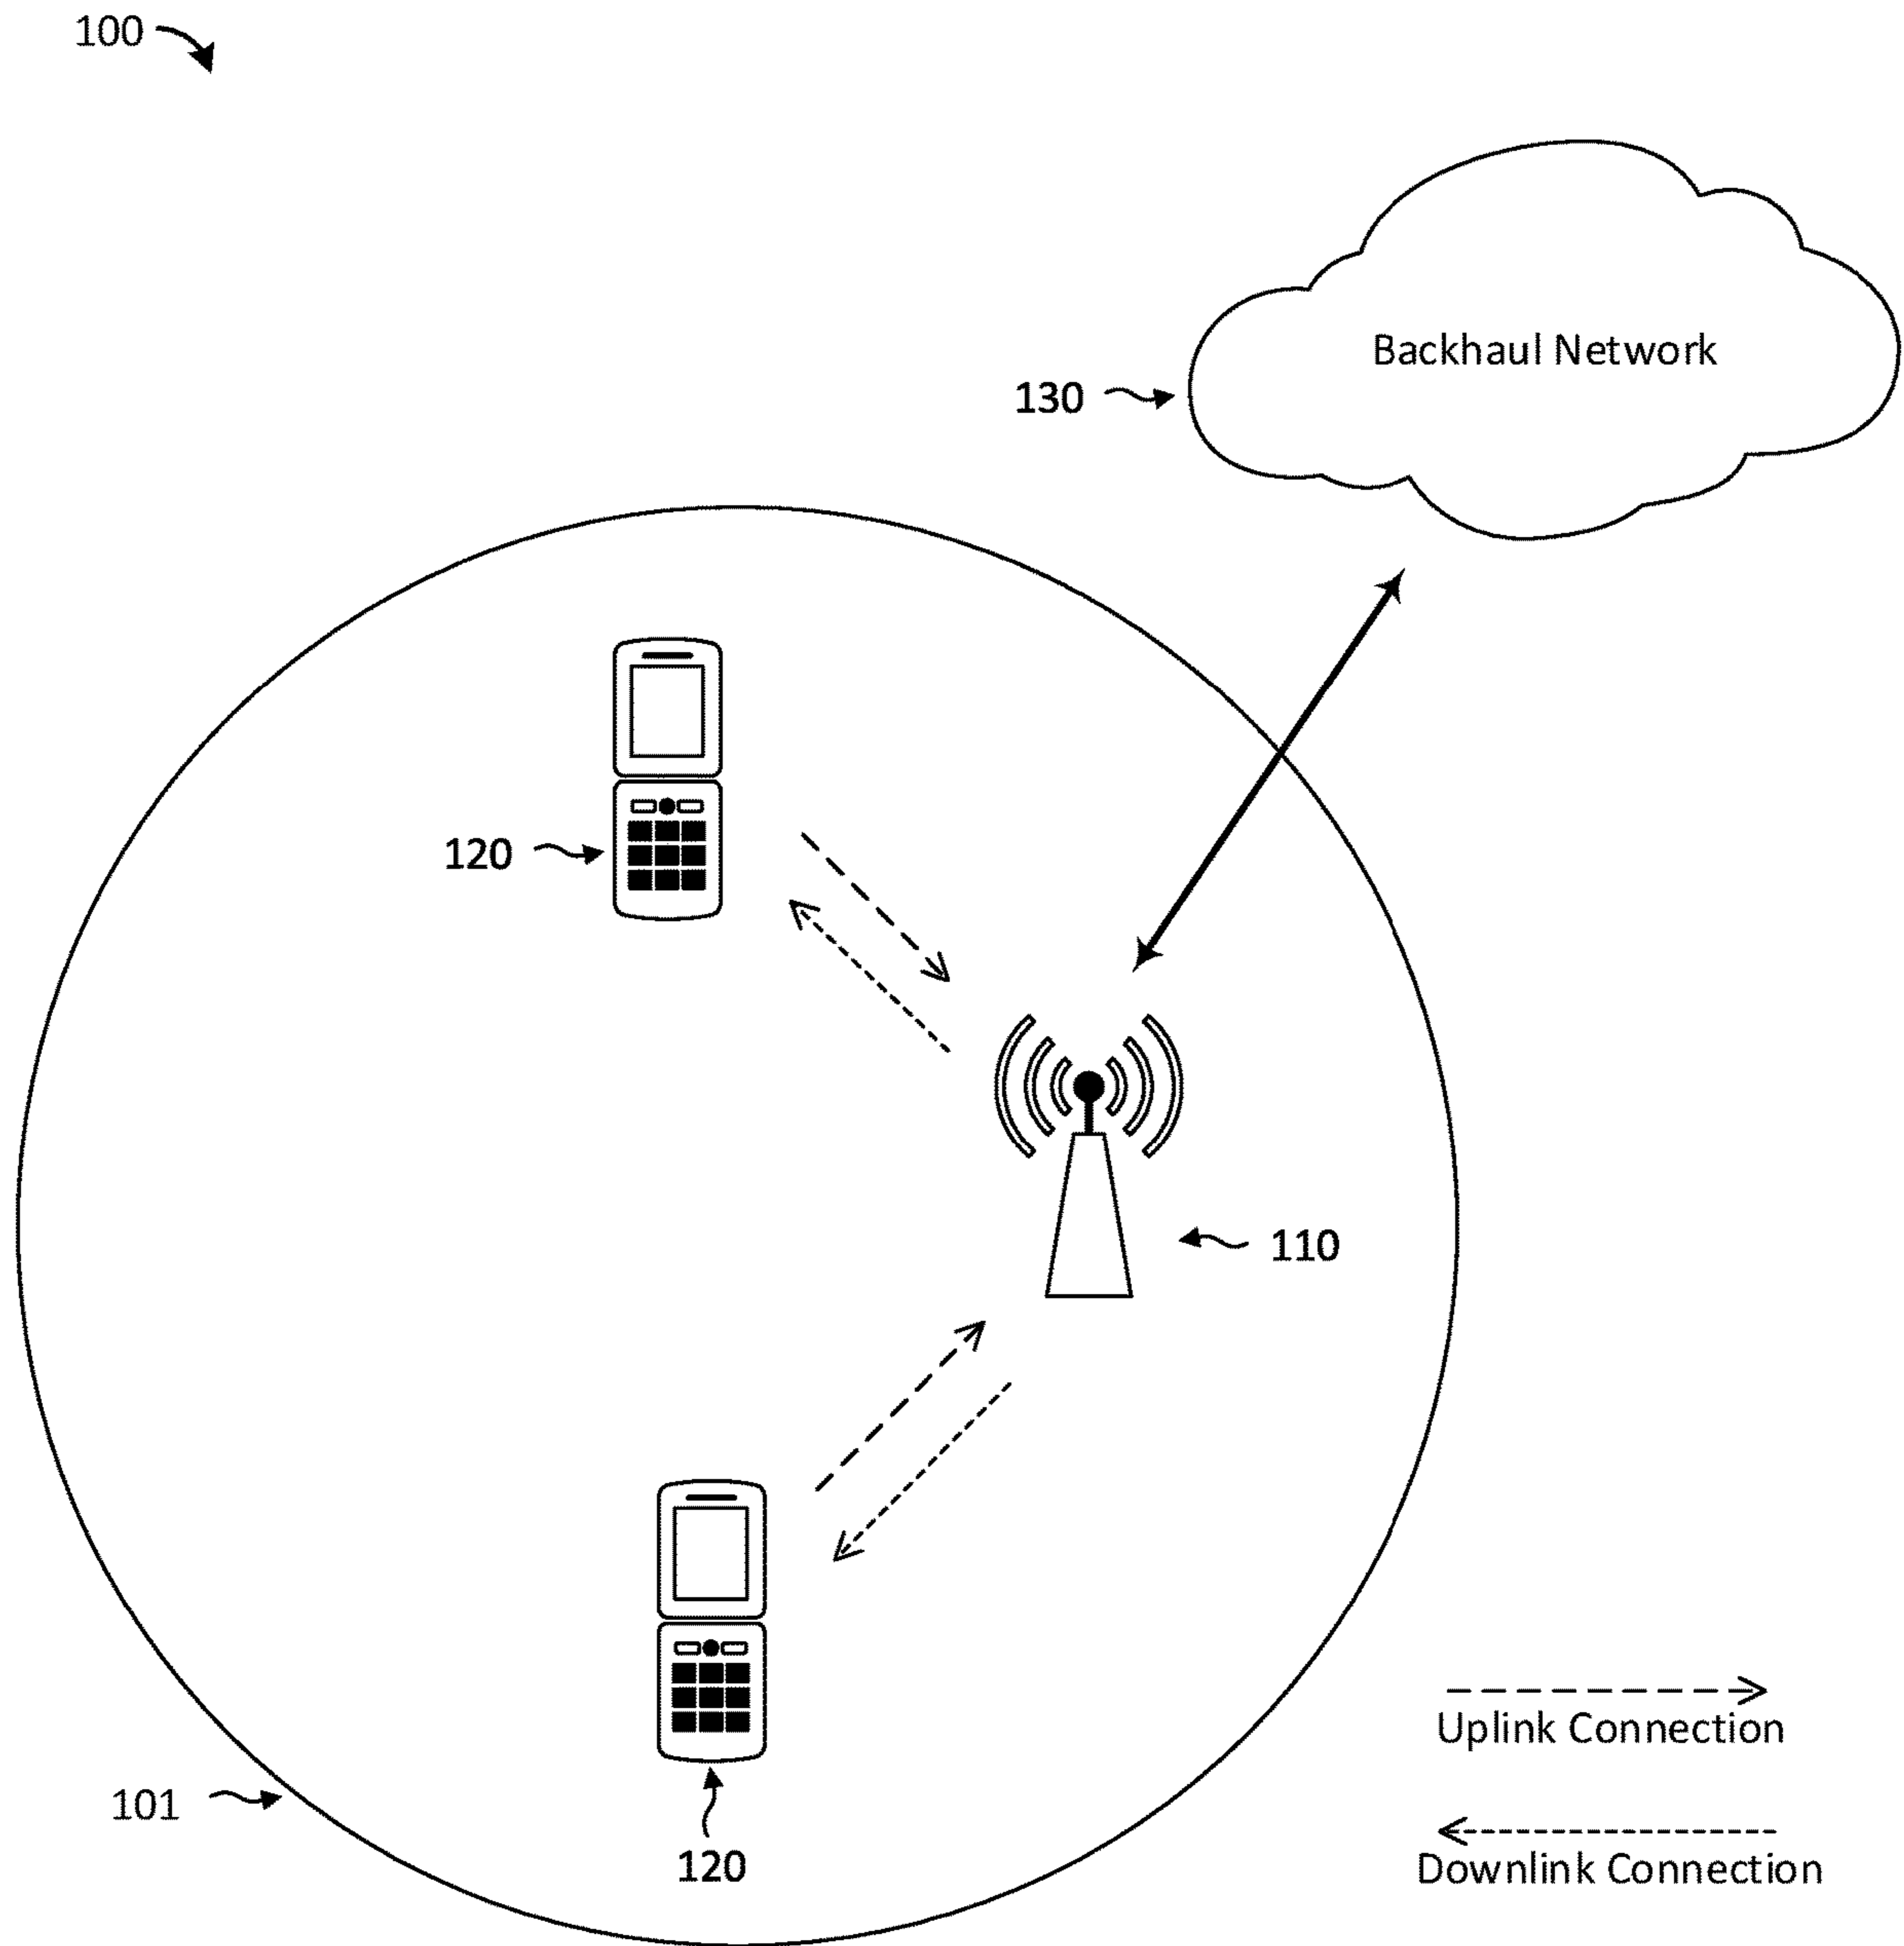 100
Backhaul Network
130
120
110
Uplink Connection
101
120
Downlink Connection